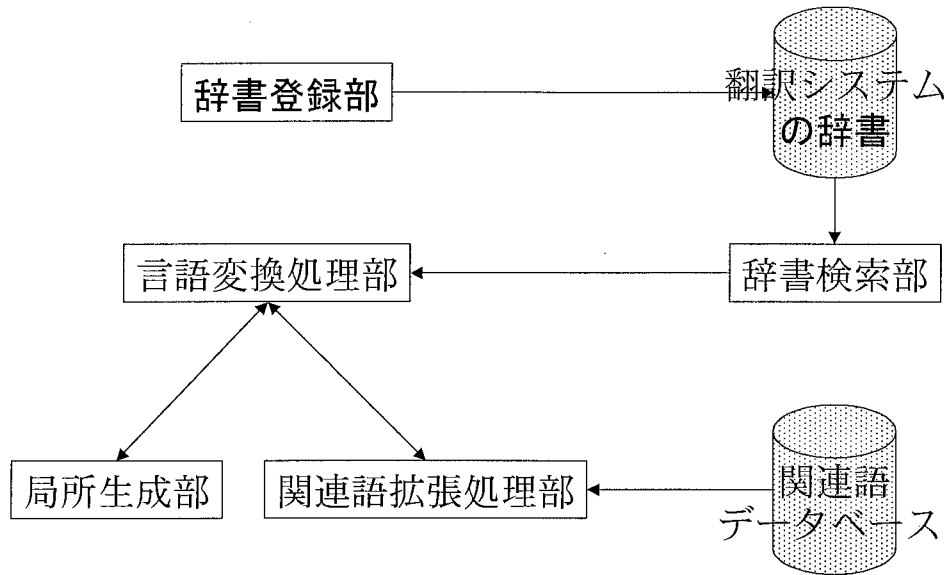 辞書登録部
翻訳システム
の辞書
言語変換処理部
辞書検索部
局所生成部
関連語拡張処理部
関連語
データベース